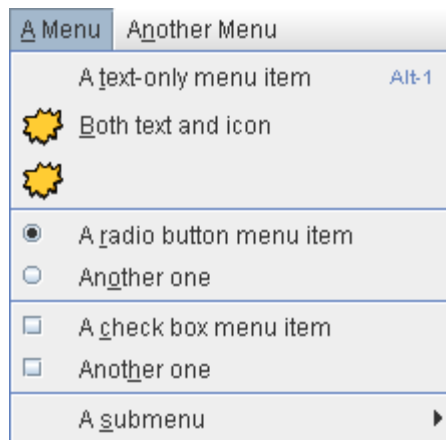 A Menu Another Menu
A text-only menu item Alt-1
Both text and icon
A radio button menu item
Another one
A check box menu item
Another one
A submenu